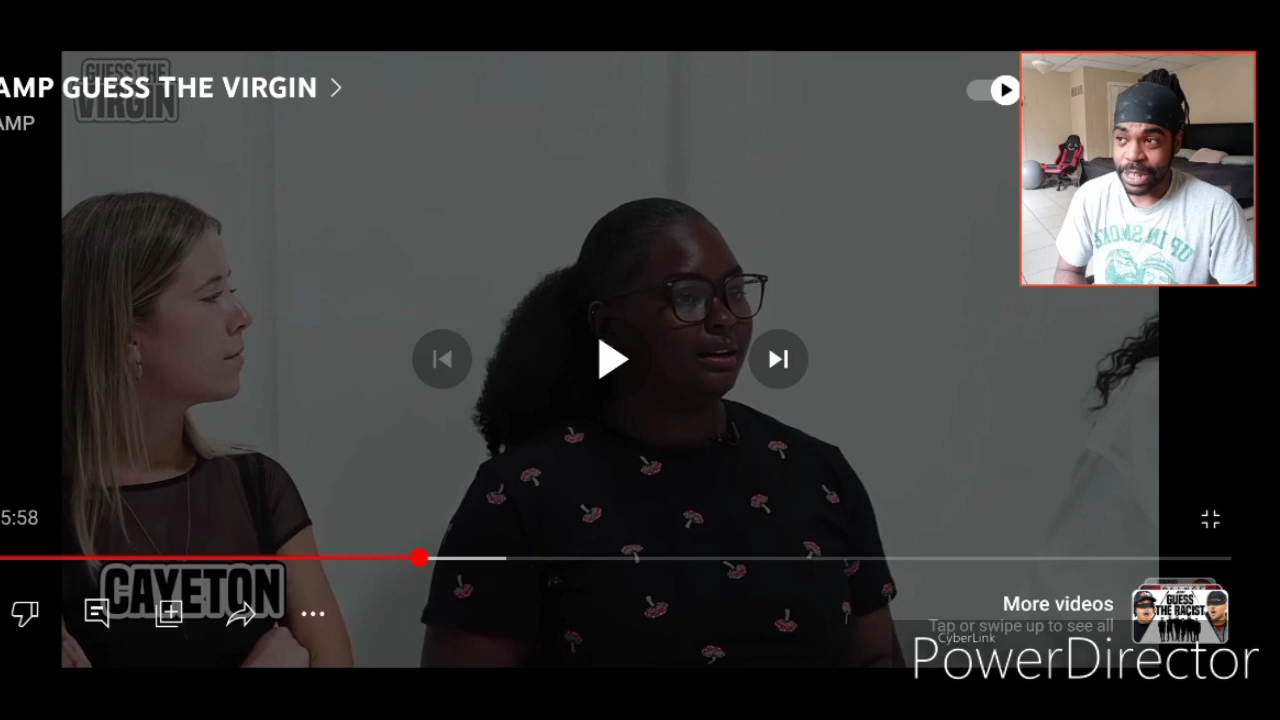 AMP GUESS THE VIRGIN
GUESS THE
VIRGIN
AMP
UP IN SMOKE
5:58
CAYETON
More videos
Tap or swipe up to see all
GUESS
THE RACIST
CyberLink
PowerDirector